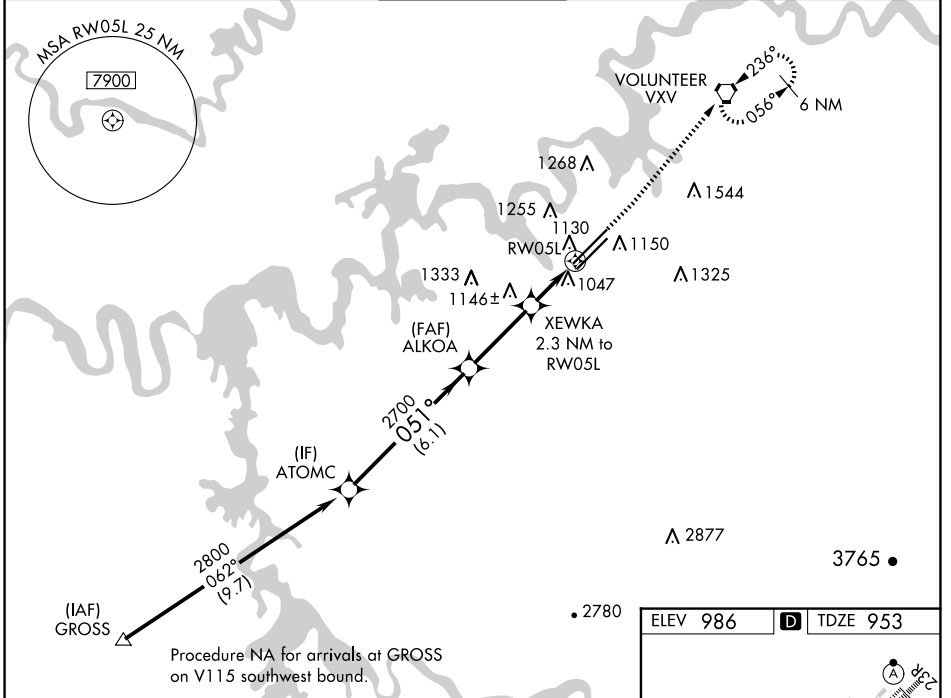 MSA RW05L 25 NM
7900
VOLUNTEER
VXV
236°
056°
6 NM
1268
1544
1255
1130
RW05L
1150
1333
1047
1325
1146±
(FAF)
ALKOA
XEWKA
2.3 NM to
RW05L
2700
051°
(6.1)
(IF)
ATOMC
2877
3765
2800
062°
(9.7)
(IAF)
GROSS
2780
Procedure NA for arrivals at GROSS
on V115 southwest bound.
ELEV 986 D TDZE 953
A
23R